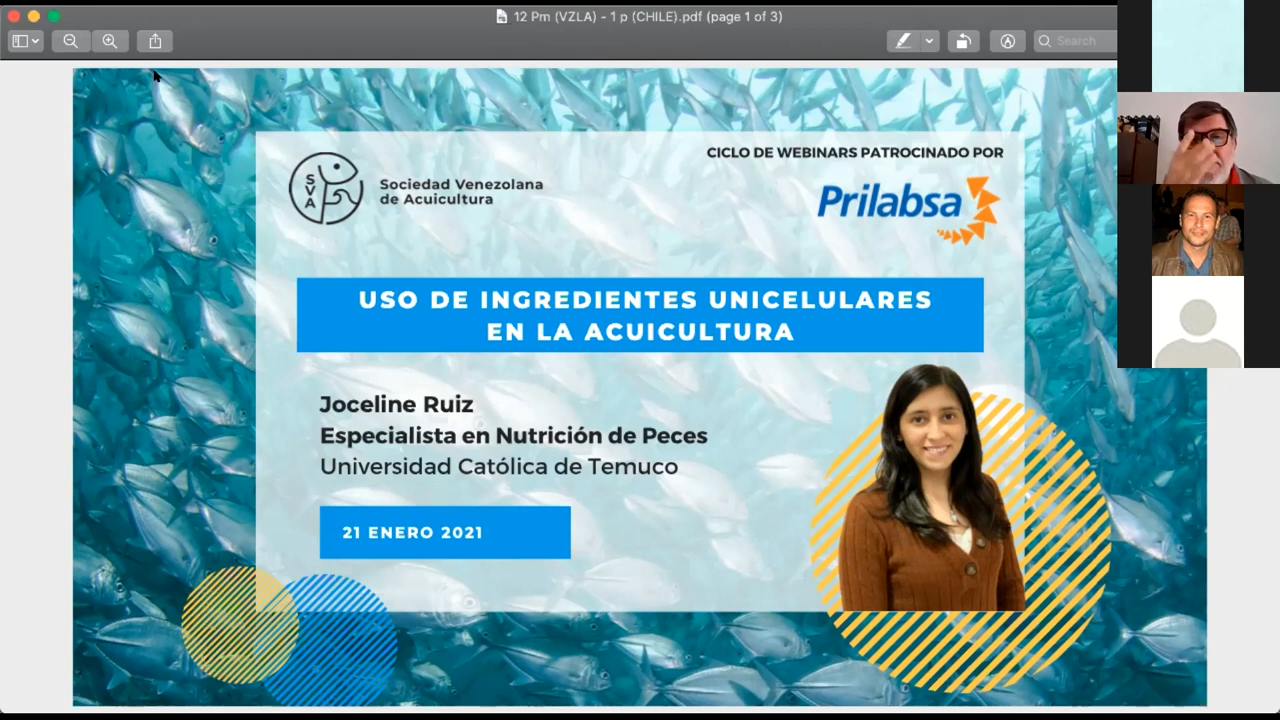 12 Pm (VZLA) - 1 p (CHILE).pdf (page 1 of 3)
Search
CICLO DE WEBINARS PATROCINADO POR
SVA
Sociedad Venezolana
de Acuicultura
Prilabsa
USO DE INGREDIENTES UNICELULARES
EN LA ACUICULTURA
Joceline Ruiz
Especialista en Nutrición de Peces
Universidad Católica de Temuco
21 ENERO 2021